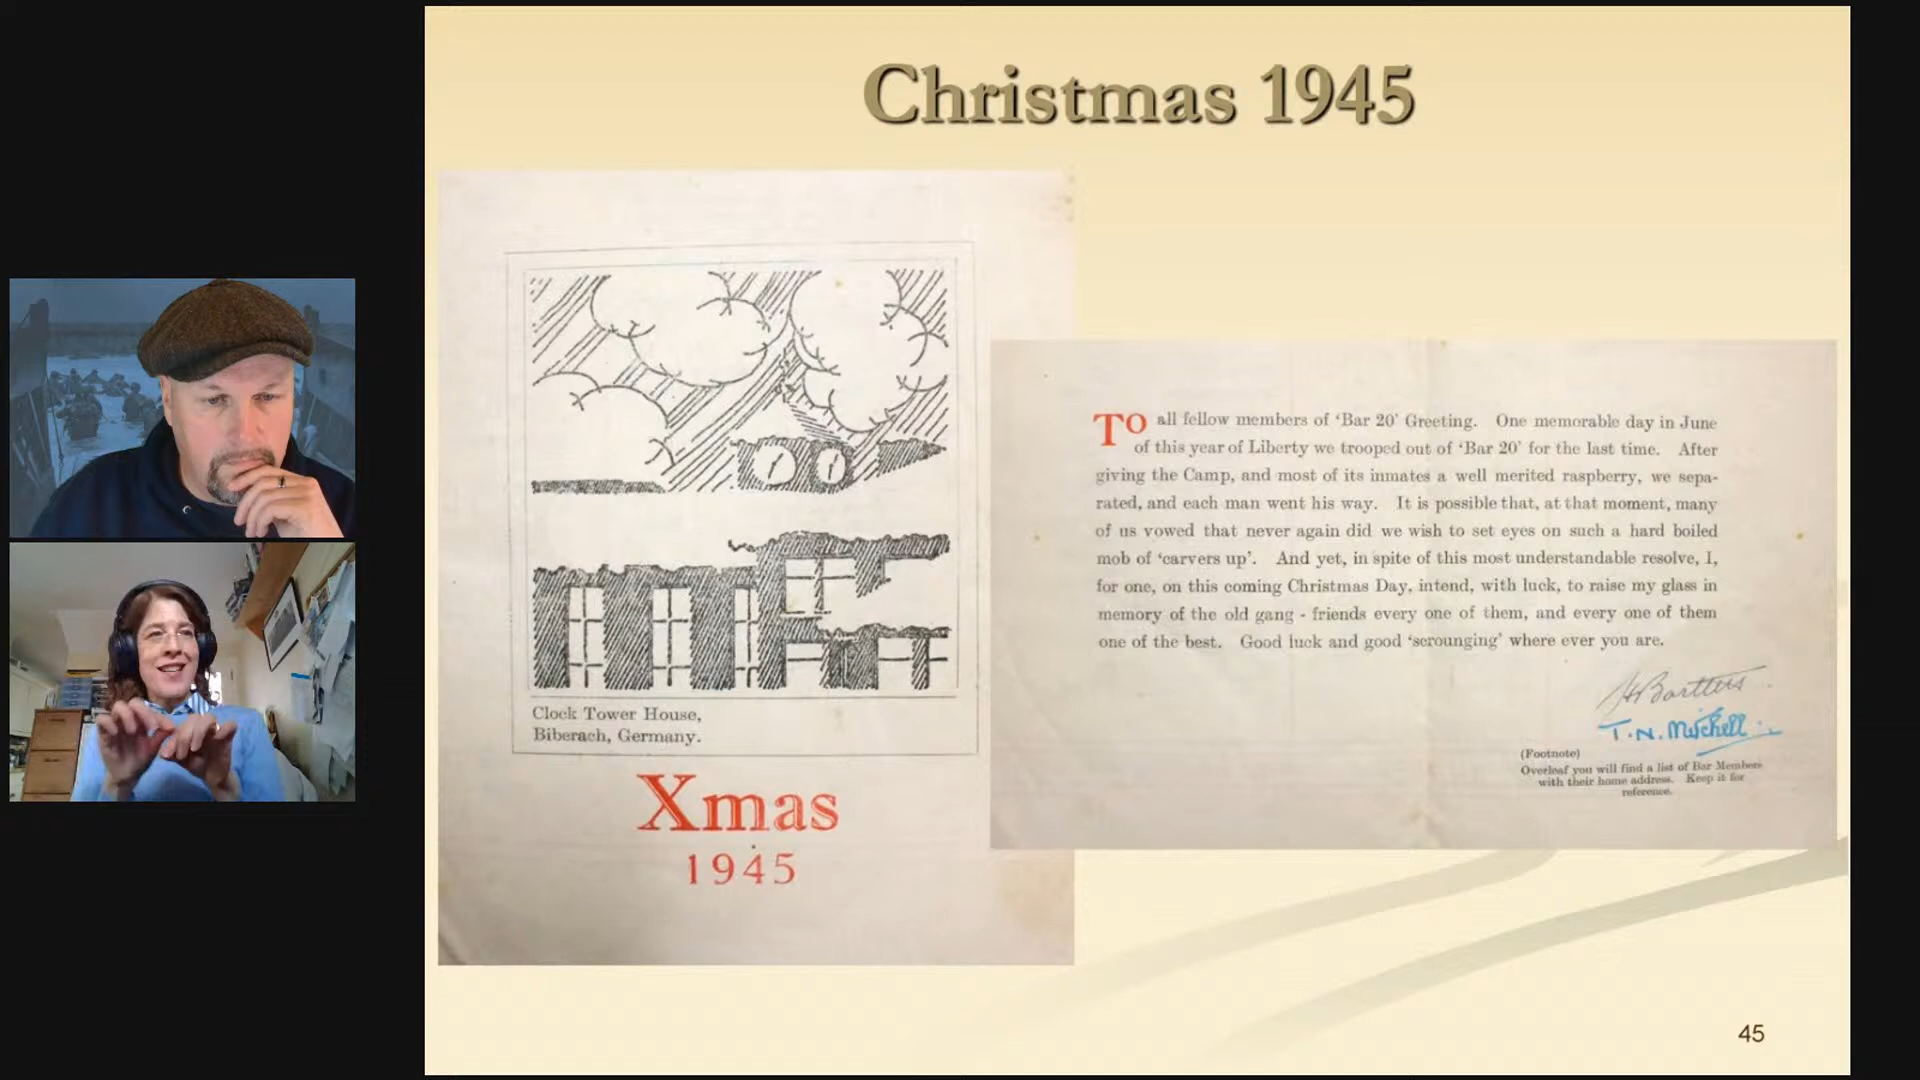 Christmas 1945
Clock Tower House,
Biberach, Germany.
Xmas
1945
TO all fellow members of ‘Bar 20’ Greeting. One memorable day in June
of this year of Liberty we trooped out of ‘Bar 20’ for the last time. After
giving the Camp, and most of its inmates a well merited raspberry, we sepa-
rated, and each man went his way. It is possible that, at that moment, many
of us vowed that never again did we wish to set eyes on such a hard boiled
mob of ‘carvers up’. And yet, in spite of this most understandable resolve, I,
for one, on this coming Christmas Day, intend, with luck, to raise my glass in
memory of the old gang - friends every one of them, and every one of them
one of the best. Good luck and good ‘scrounging’ where ever you are.
T.N. Mitchell
(Footnote)
Overleaf you will find a list of Bar Members
with their home address. Keep it for
reference.
45